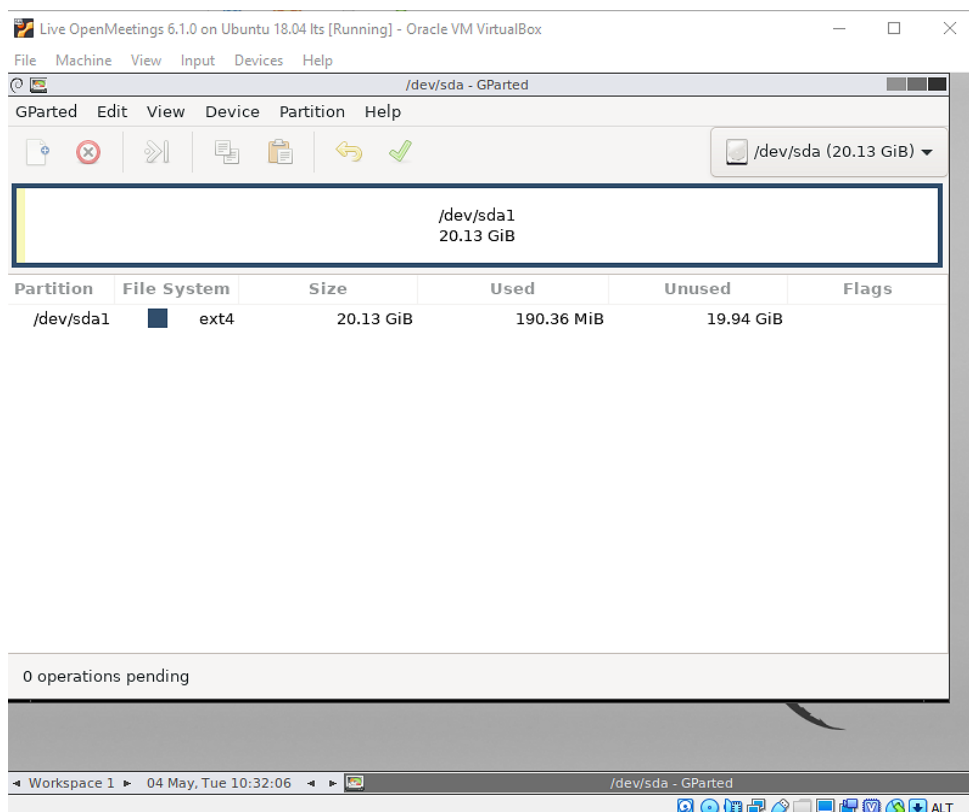 Live OpenMeetings 6.1.0 on Ubuntu 18.04 lts [Running] - Oracle VM VirtualBox
File Machine View Input Devices Help
/dev/sda - GParted
GParted Edit View Device Partition Help
/dev/sda (20.13 GiB)
/dev/sda1
20.13 GiB
Partition File System Size Used Unused Flags
/dev/sda1 ext4 20.13 GiB 190.36 MiB 19.94 GiB
0 operations pending
Workspace 1 04 May, Tue 10:32:06 /dev/sda - GParted
ALT